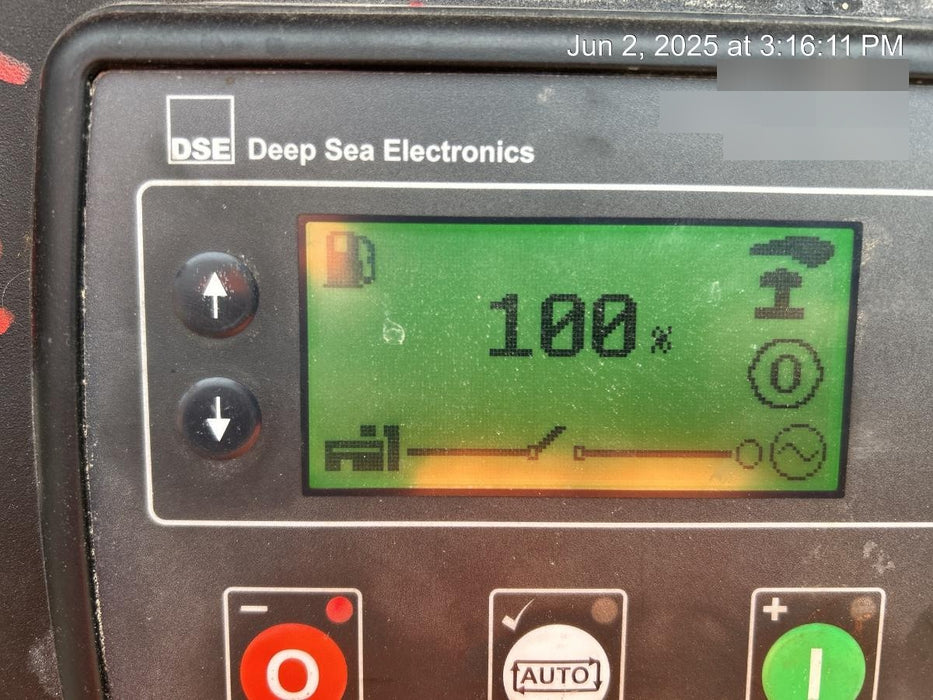 Jun 2, 2025 at 3:16:11 PM
DSE Deep Sea Electronics
100%
0
−
+
O
AUTO
I